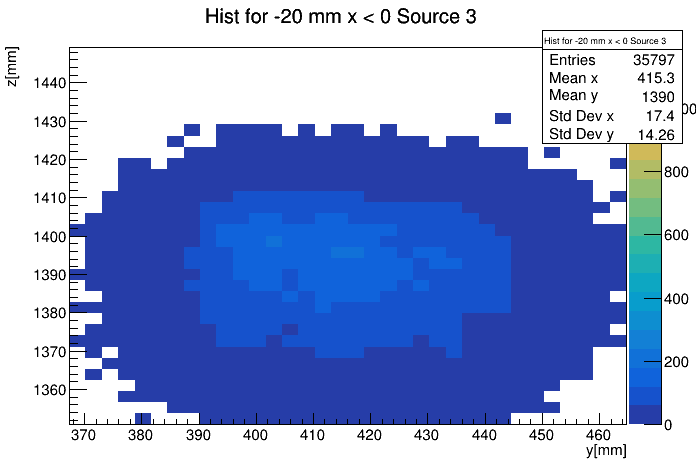 Hist for -20 mm x < 0 Source 3
z[mm]
Hist for -20 mm x < 0 Source 3
Entries 35797
Mean x 415.3
Mean y 1390
Std Dev x 17.4
Std Dev y 14.26
1440
1430
1420
1410
1400
1390
1380
1370
1360
800
600
400
200
0
370 380 390 400 410 420 430 440 450 460
y[mm]